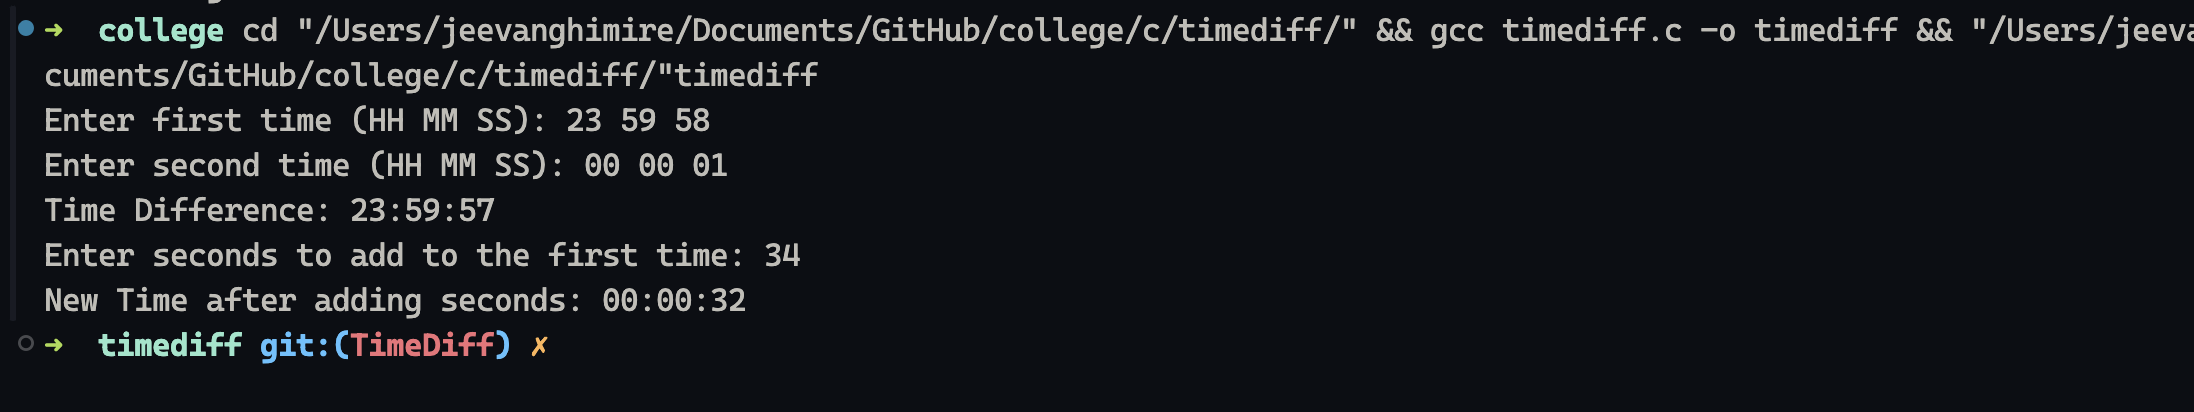 ➜  college cd "/Users/jeevanghimire/Documents/GitHub/college/c/timediff/" && gcc timediff.c -o timediff && "/Users/jeeva
cuments/GitHub/college/c/timediff/"timediff
Enter first time (HH MM SS): 23 59 58
Enter second time (HH MM SS): 00 00 01
Time Difference: 23:59:57
Enter seconds to add to the first time: 34
New Time after adding seconds: 00:00:32
➜  timediff git:(TimeDiff) ✗